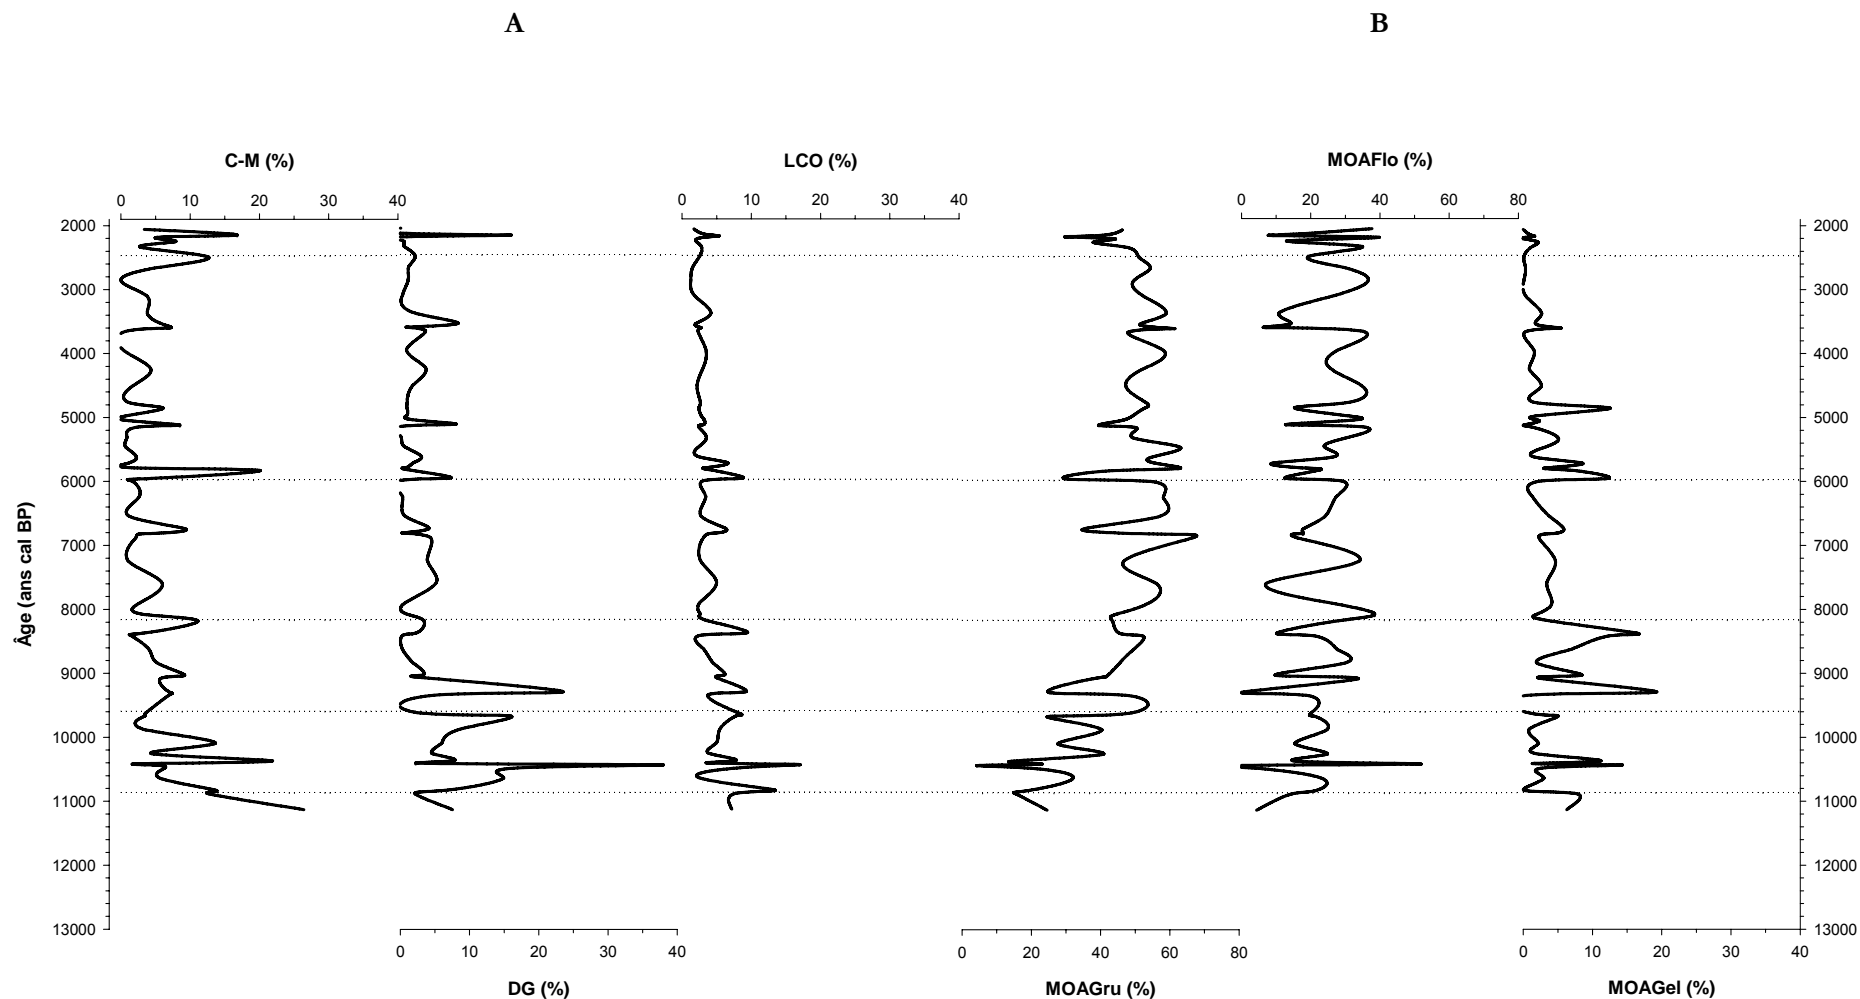 A B
C-M (%) LCO (%) MOAFlo (%)
0 10 20 30 40 0 10 20 30 40 0 20 40 60 80
2000 2000
3000 3000
4000 4000
5000 5000
6000 6000
7000 7000
8000 8000
9000 9000
10000 10000
11000 11000
12000 12000
13000 13000
Âge (ans cal BP)
0 10 20 30 40 0 20 40 60 80 0 10 20 30 40
DG (%) MOAGru (%) MOAGel (%)